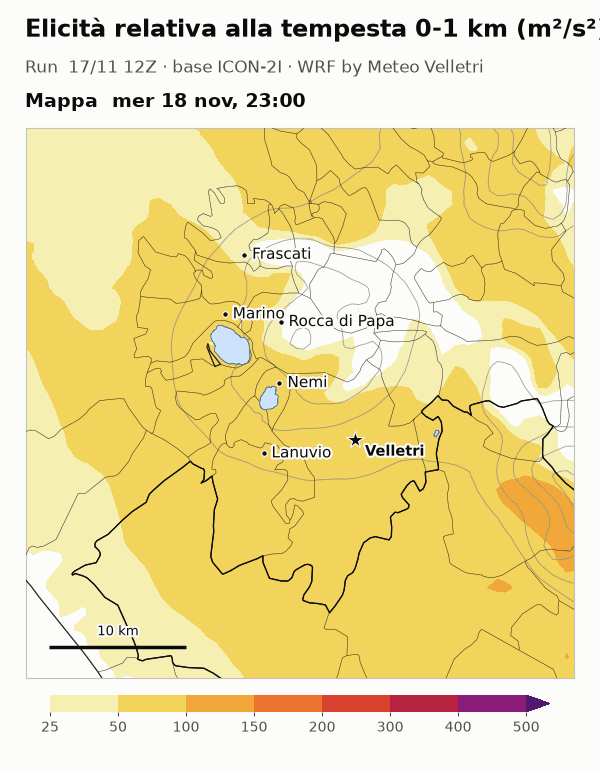 Elicità relativa alla tempesta 0-1 km (m²/s²)
Run 17/11 12Z · base ICON-2I · WRF by Meteo Velletri
Mappa mer 18 nov, 23:00
Frascati
Marino
Rocca di Papa
Nemi
Velletri
Lanuvio
10 km
25 50 100 150 200 300 400 500